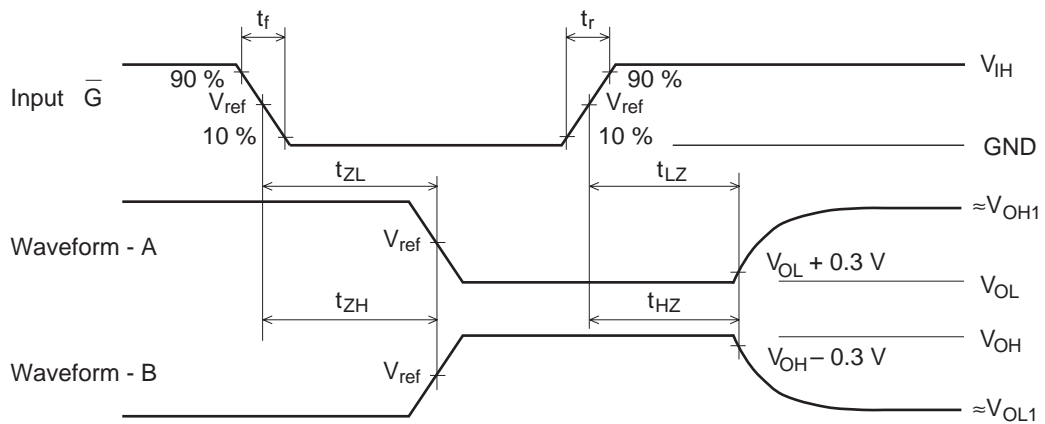 tf tr
90 % 90 % VIH
Input G̅ Vref Vref
10 % 10 % GND
tZL tLZ
≈VOH1
Waveform - A Vref VOL + 0.3 V
VOL
tZH tHZ
VOH
VOH – 0.3 V
Waveform - B Vref
≈VOL1